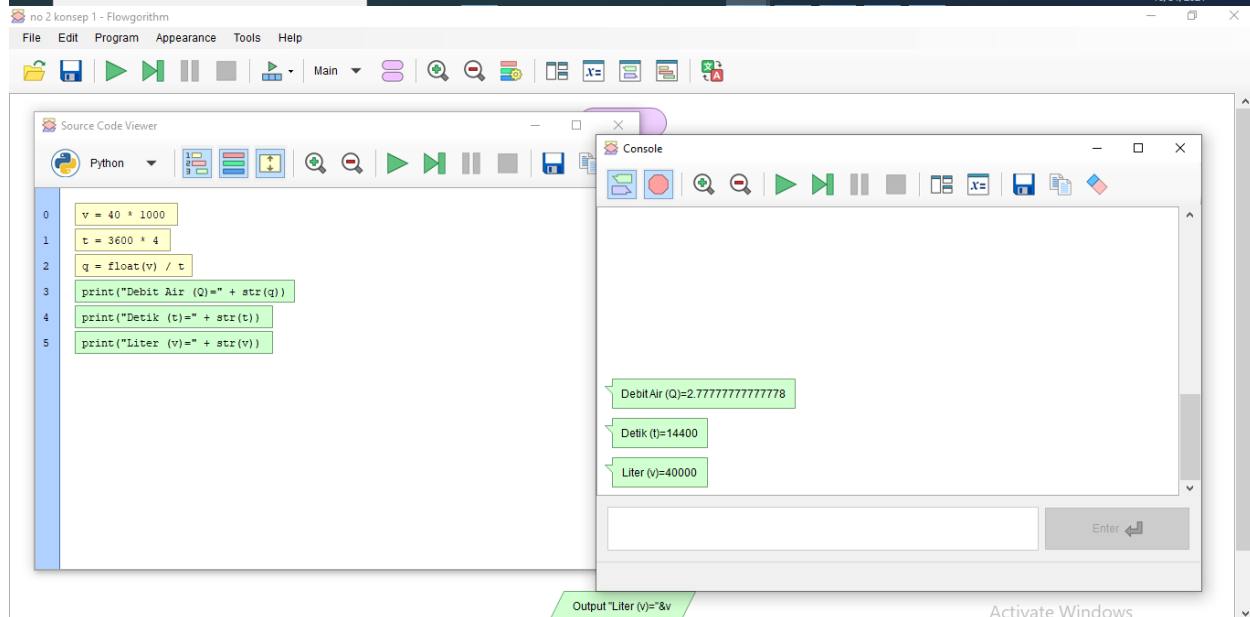 no 2 konsep 1 - Flowgorithm
File Edit Program Appearance Tools Help
Main
Source Code Viewer
Python
0 v = 40 * 1000
1 t = 3600 * 4
2 q = float(v) / t
3 print("Debit Air (Q)=" + str(q))
4 print("Detik (t)=" + str(t))
5 print("Liter (v)=" + str(v))
Console
Debit Air (Q)=2.77777777777778
Detik (t)=14400
Liter (v)=40000
Enter
Output "Liter (v)="&v
Activate Windows